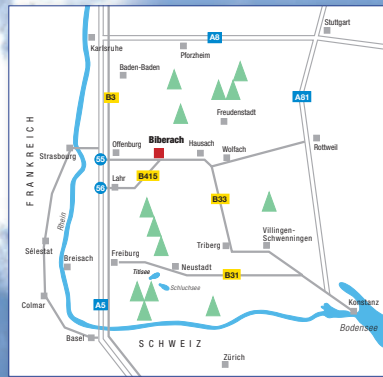 Stuttgart
Karlsruhe
A8
Pforzheim
Baden-Baden
B3
A81
Freudenstadt
FRANKREICH
Offenburg
Biberach
Hausach
Wolfach
Rottweil
Strasbourg
55
Lahr
B415
56
B33
Rhein
Villingen-
Schwenningen
Triberg
Sélestat
Breisach
Freiburg
Titisee
Neustadt
B31
Schluchsee
Colmar
A5
Konstanz
Bodensee
Basel
SCHWEIZ
Zürich